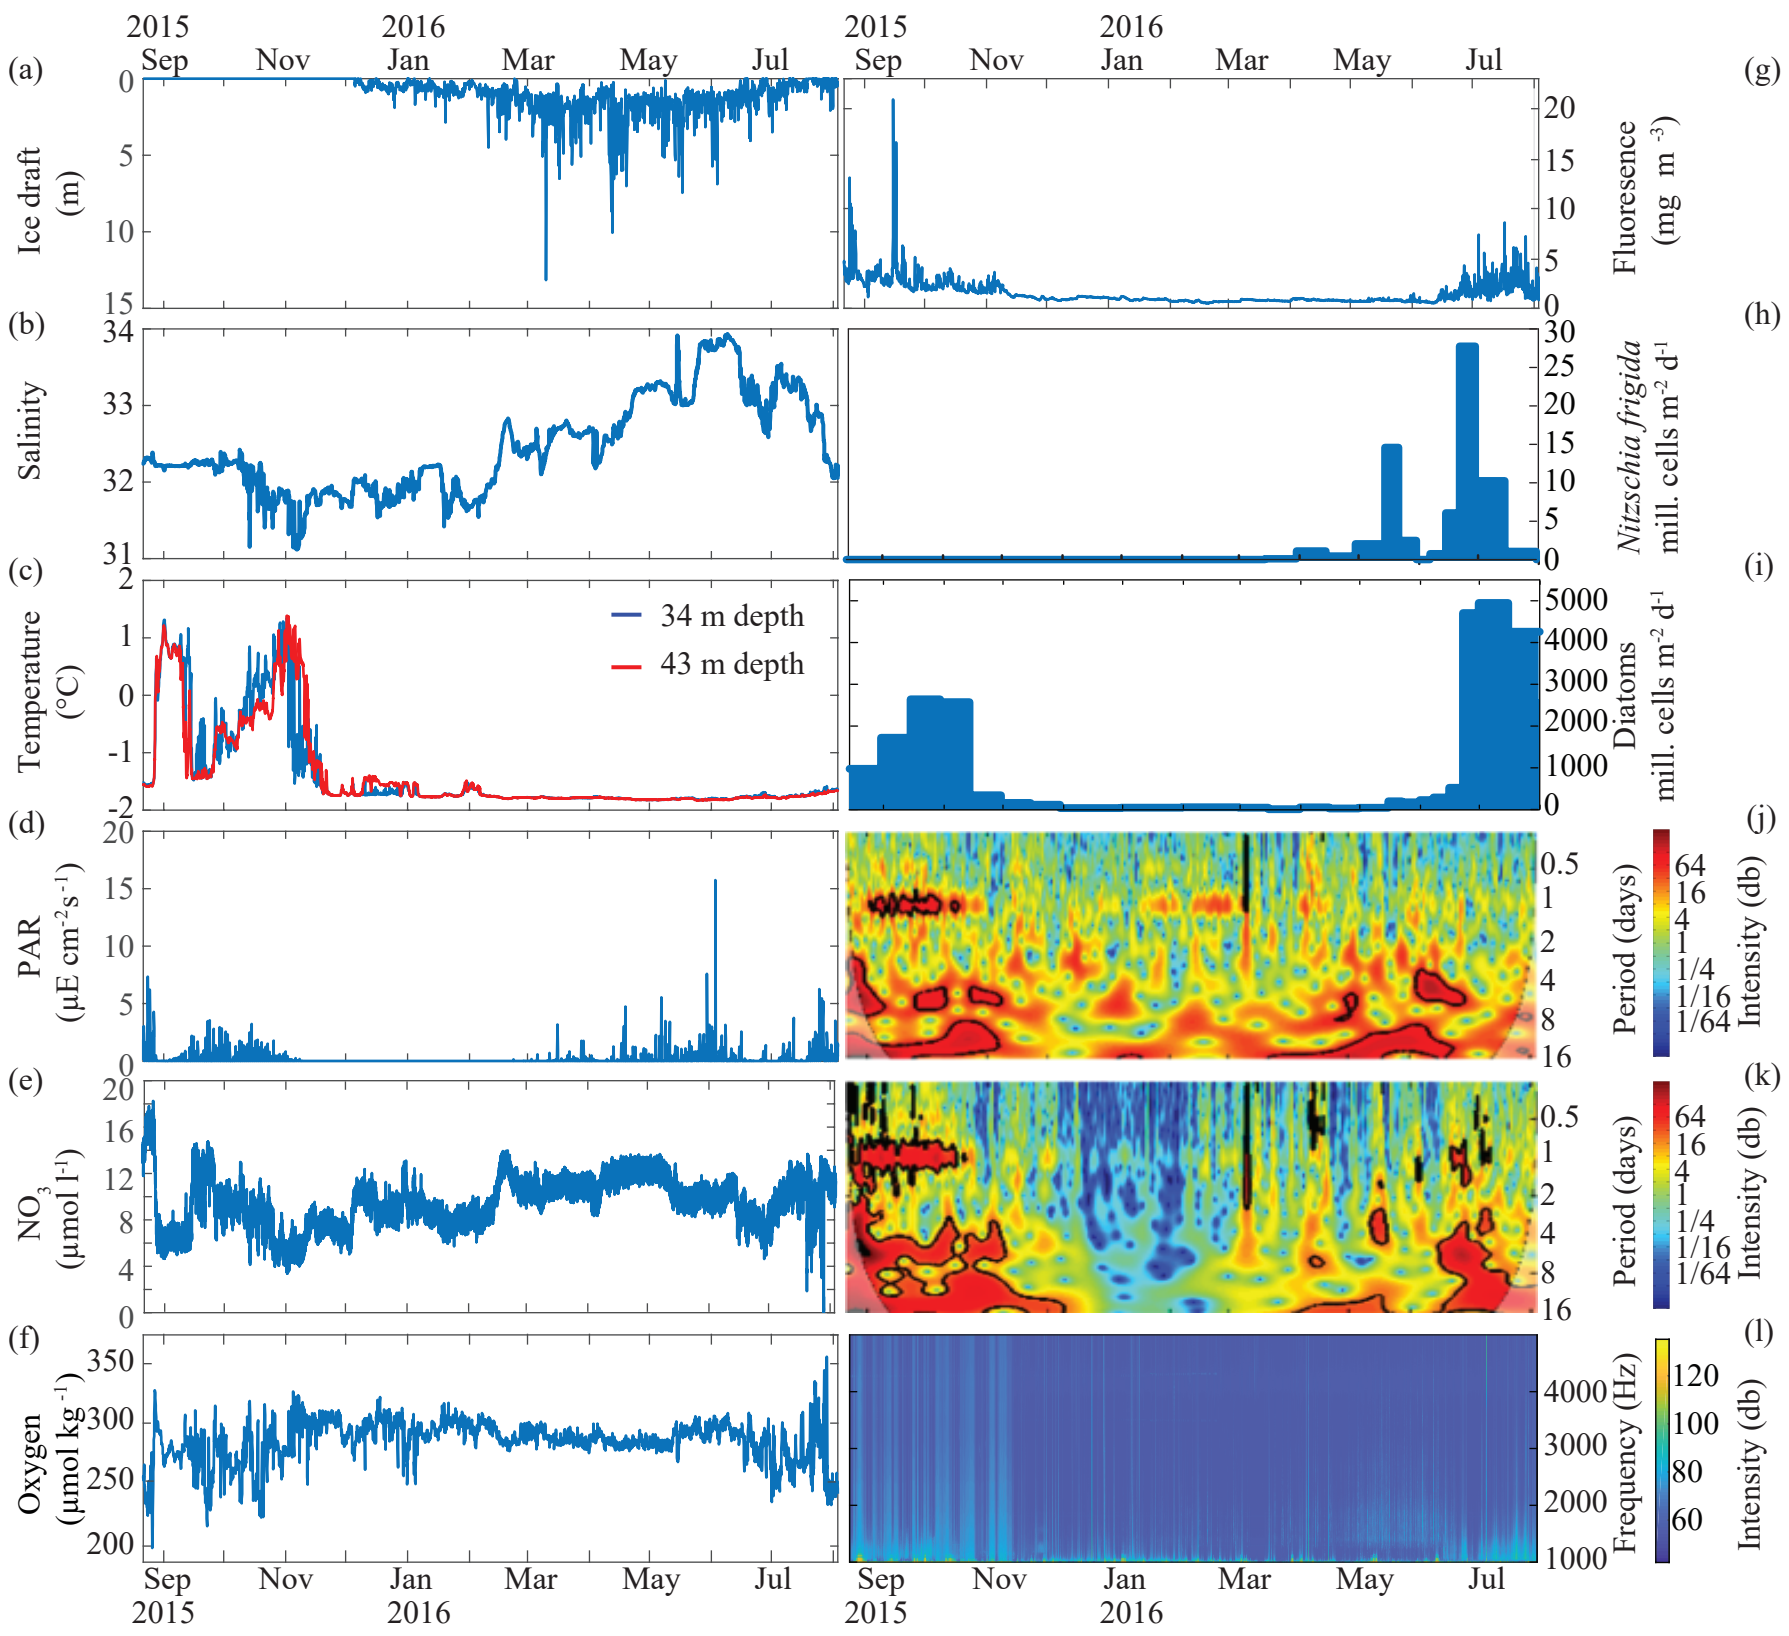 2015 2016
Sep Nov Jan Mar May Jul
2015 2016
Sep Nov Jan Mar May Jul
(a)
Ice draft
(m)
0
5
10
15
(b)
Salinity
34
33
32
31
(c)
Temperature
(°C)
2
1
0
-1
-2
34 m depth
43 m depth
(d)
PAR
(µE cm⁻²s⁻¹)
20
15
10
5
0
(e)
NO₃
(µmol l⁻¹)
20
16
12
8
4
0
(f)
Oxygen
(µmol kg⁻¹)
350
300
250
200
Sep Nov Jan Mar May Jul
2015 2016
(g)
Fluoresence
(mg m⁻³)
20
15
10
5
0
(h)
Nitzschia frigida
mill. cells m⁻² d⁻¹
30
25
20
15
10
5
0
(i)
Diatoms
mill. cells m⁻² d⁻¹
5000
4000
3000
2000
1000
0
(j)
Period (days)
0.5
1
2
4
8
16
Intensity (db)
64
16
4
1
1/4
1/16
1/64
(k)
Period (days)
0.5
1
2
4
8
16
Intensity (db)
64
16
4
1
1/4
1/16
1/64
(l)
Frequency (Hz)
4000
3000
2000
1000
Intensity (db)
120
100
80
60
Sep Nov Jan Mar May Jul
2015 2016